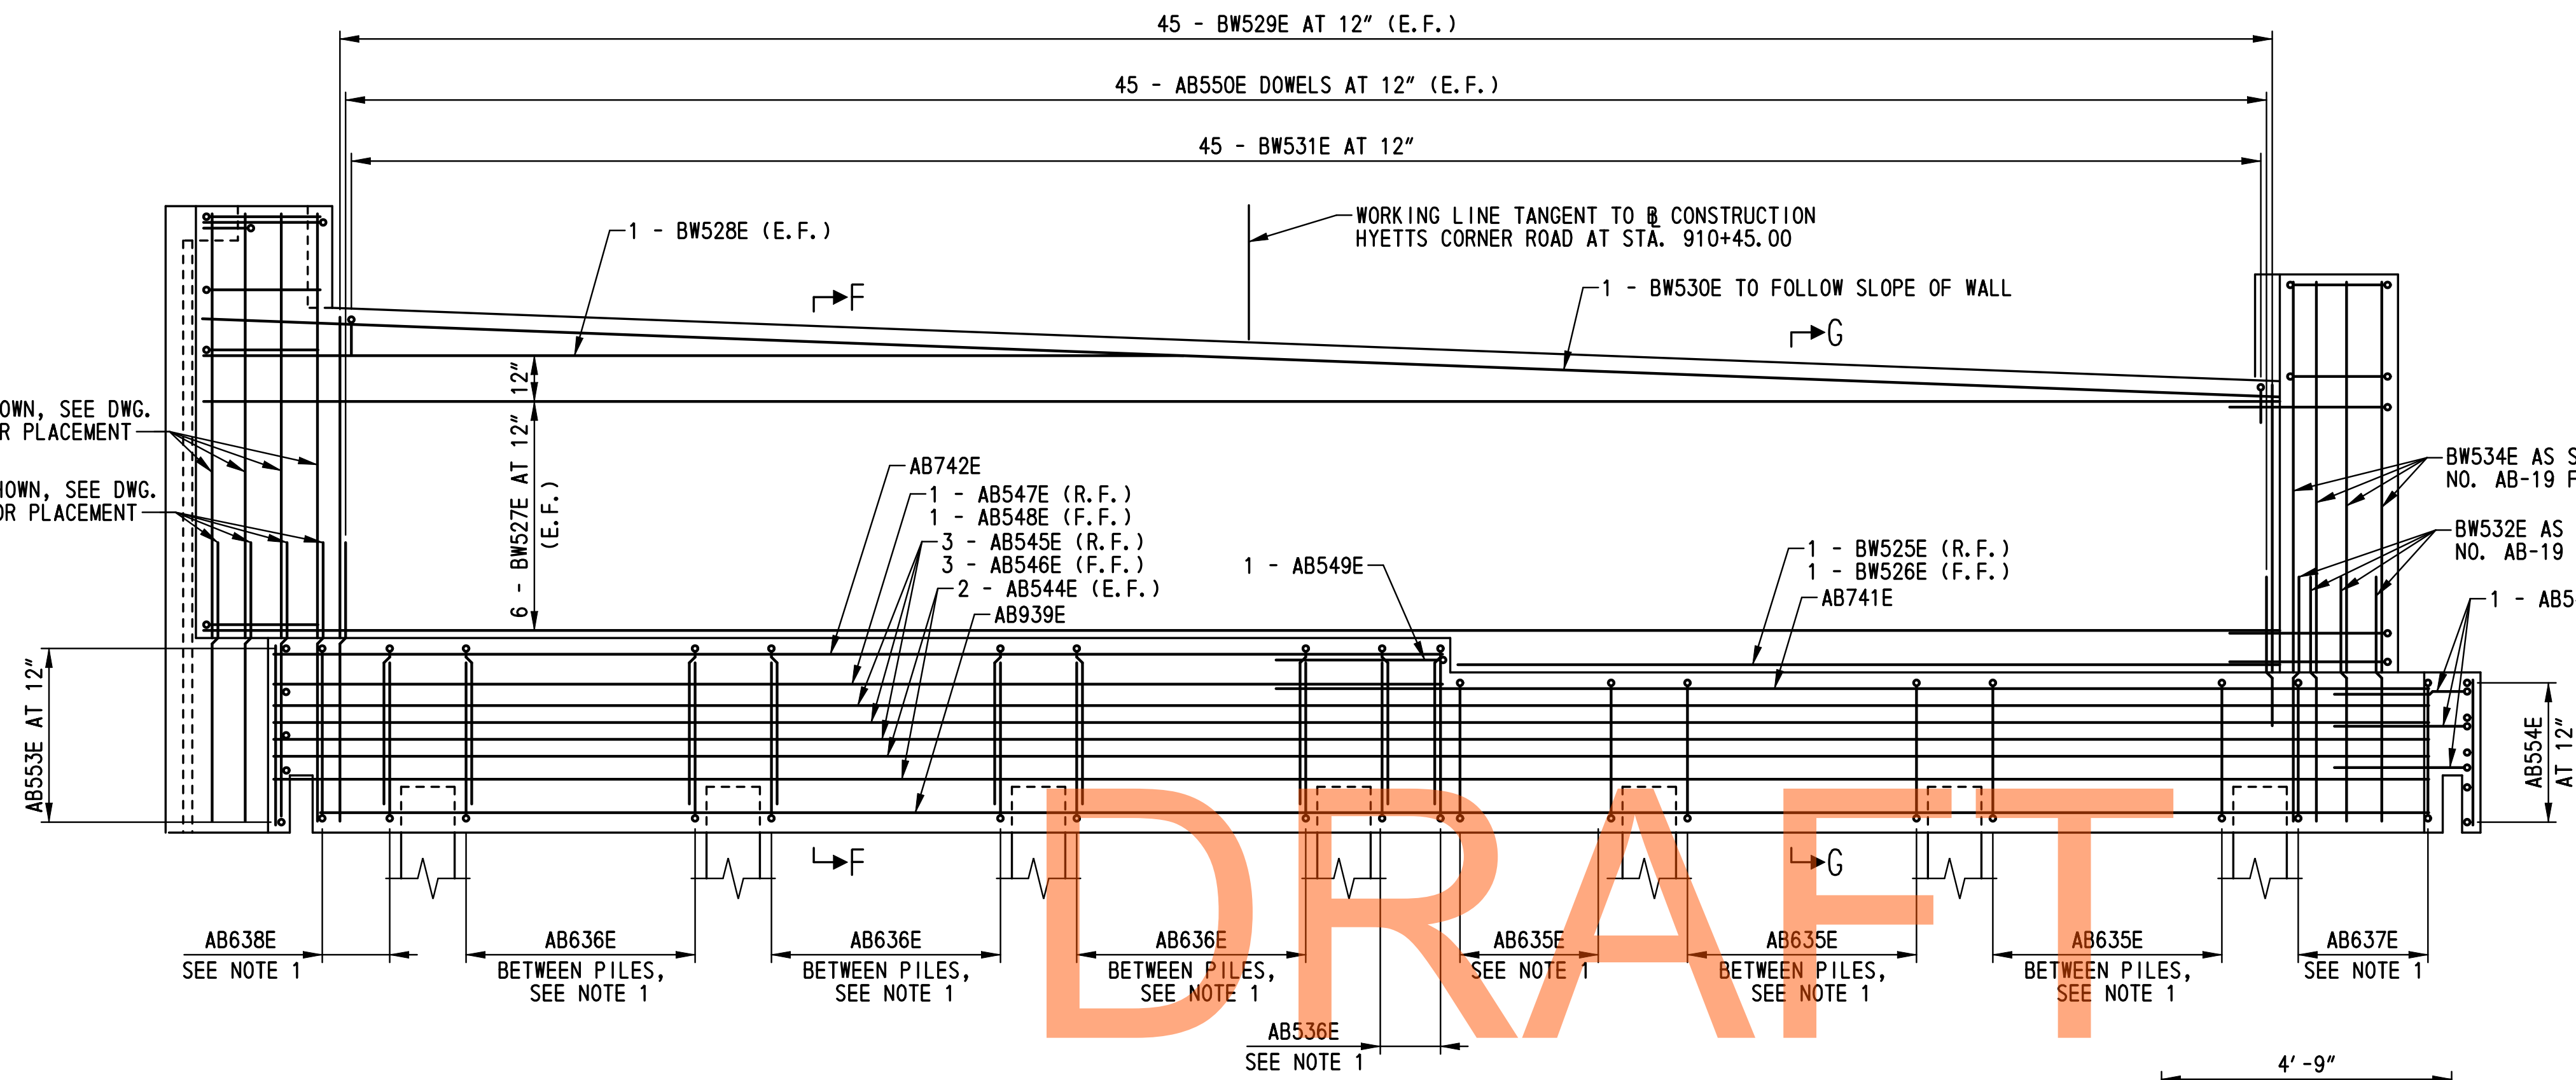 45 - BW529E AT 12" (E.F.)
45 - AB550E DOWELS AT 12" (E.F.)
45 - BW531E AT 12"
WORKING LINE TANGENT TO ℄ CONSTRUCTION
HYETTS CORNER ROAD AT STA. 910+45.00
1 - BW528E (E.F.)
F
1 - BW530E TO FOLLOW SLOPE OF WALL
G
12"
6 - BW527E AT 12"
(E.F.)
OWN, SEE DWG.
R PLACEMENT
HOWN, SEE DWG.
OR PLACEMENT
AB742E
1 - AB547E (R.F.)
1 - AB548E (F.F.)
3 - AB545E (R.F.)
3 - AB546E (F.F.)
2 - AB544E (E.F.)
AB939E
1 - AB549E
1 - BW525E (R.F.)
1 - BW526E (F.F.)
AB741E
BW534E AS S
NO. AB-19 F
BW532E AS
NO. AB-19
1 - AB5
AB553E AT 12"
AB554E
AT 12"
F
G
AB638E
SEE NOTE 1
AB636E
BETWEEN PILES,
SEE NOTE 1
AB636E
BETWEEN PILES,
SEE NOTE 1
AB636E
BETWEEN PILES,
SEE NOTE 1
AB635E
SEE NOTE 1
AB635E
BETWEEN PILES,
SEE NOTE 1
AB635E
BETWEEN PILES,
SEE NOTE 1
AB637E
SEE NOTE 1
AB536E
SEE NOTE 1
4'-9"
DRAFT